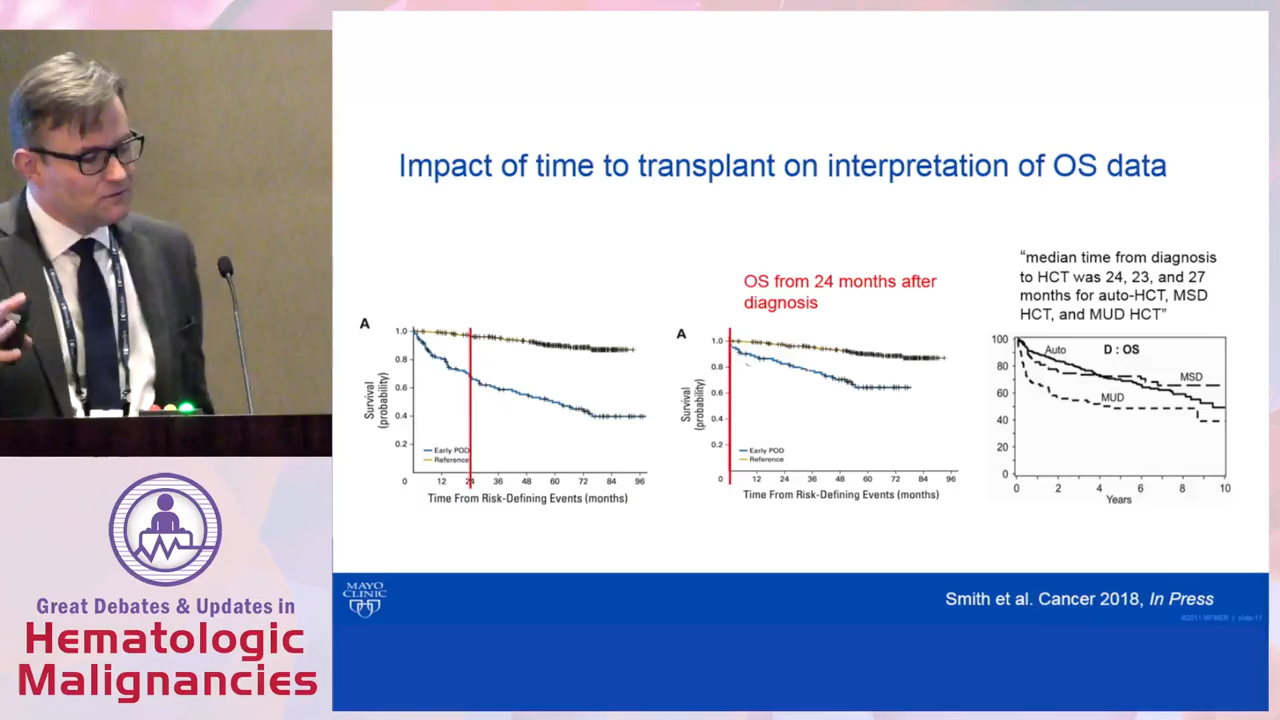 Impact of time to transplant on interpretation of OS data
OS from 24 months after
diagnosis
“median time from diagnosis
to HCT was 24, 23, and 27
months for auto-HCT, MSD
HCT, and MUD HCT”
A
1.0
0.8
0.6
0.4
0.2
0
Survival
(probability)
Early POD
Reference
12 24 36 48 60 72 84 96
Time From Risk-Defining Events (months)
A
1.0
0.8
0.6
0.4
0.2
0
Survival
(probability)
Early POD
Reference
12 24 36 48 60 72 84 96
Time From Risk-Defining Events (months)
100
80
60
40
20
0
Auto
D : OS
MSD
MUD
0 2 4 6 8 10
Years
MAYO
CLINIC
Smith et al. Cancer 2018, In Press
©2011 MFMER | slide-11
Great Debates & Updates in
Hematologic
Malignancies